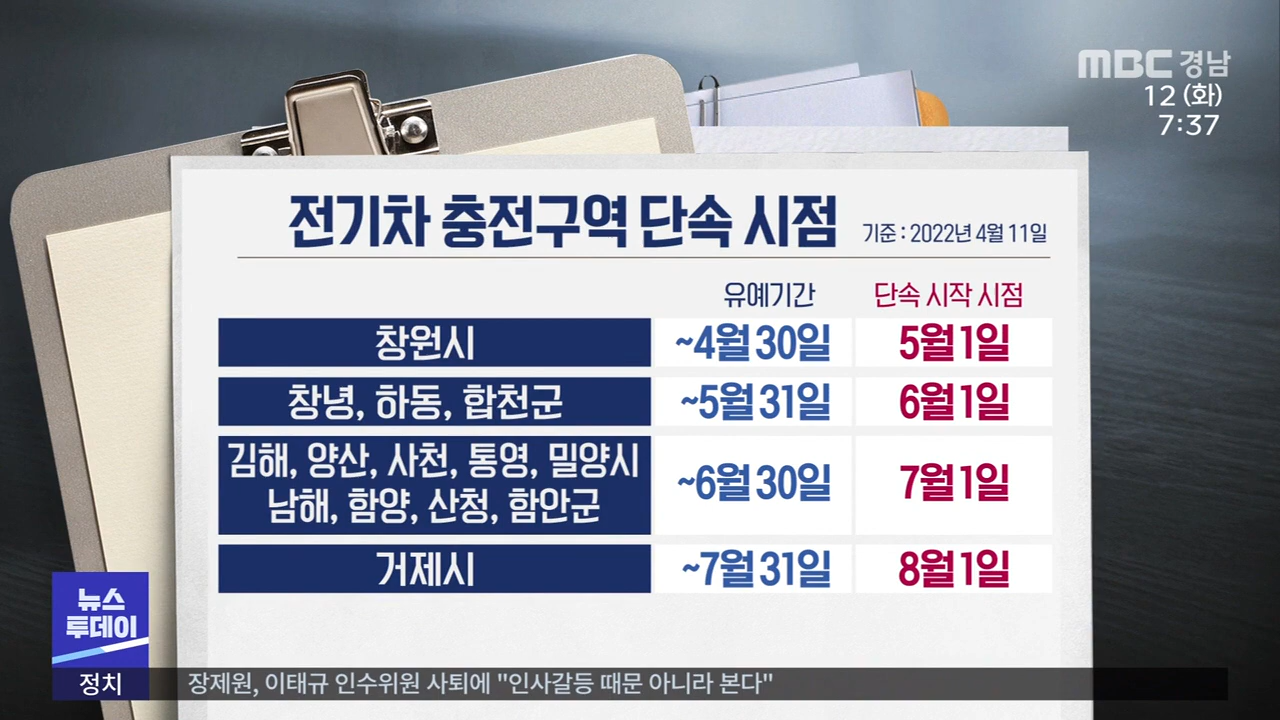 MBC 경남
12 (화)
7:37
전기차 충전구역 단속 시점
기준 : 2022년 4월 11일
유예기간 단속 시작 시점
창원시 ~4월 30일 5월 1일
창녕, 하동, 합천군 ~5월 31일 6월 1일
김해, 양산, 사천, 통영, 밀양시
남해, 함양, 산청, 함안군 ~6월 30일 7월 1일
거제시 ~7월 31일 8월 1일
뉴스
투데이
정치 장제원, 이태규 인수위원 사퇴에 "인사갈등 때문 아니라 본다"